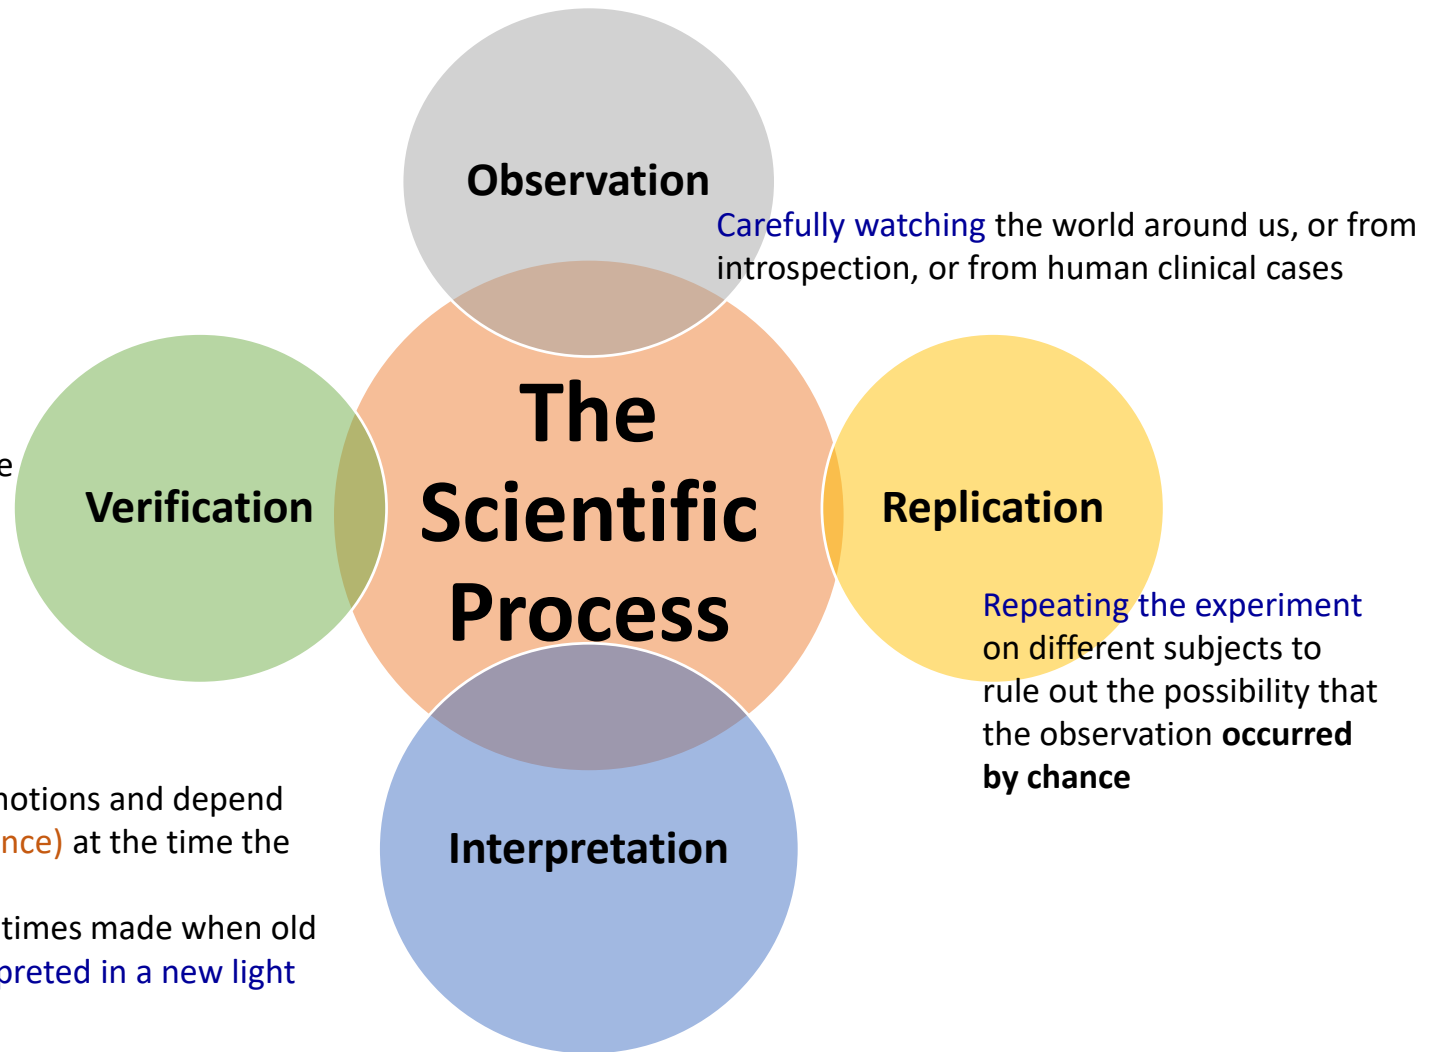 Observation
Carefully watching the world around us, or from
introspection, or from human clinical cases
The
Scientific
Process
e
Verification
Replication
Repeating the experiment
on different subjects to
rule out the possibility that
the observation occurred
by chance
notions and depend
nce) at the time the
Interpretation
times made when old
preted in a new light